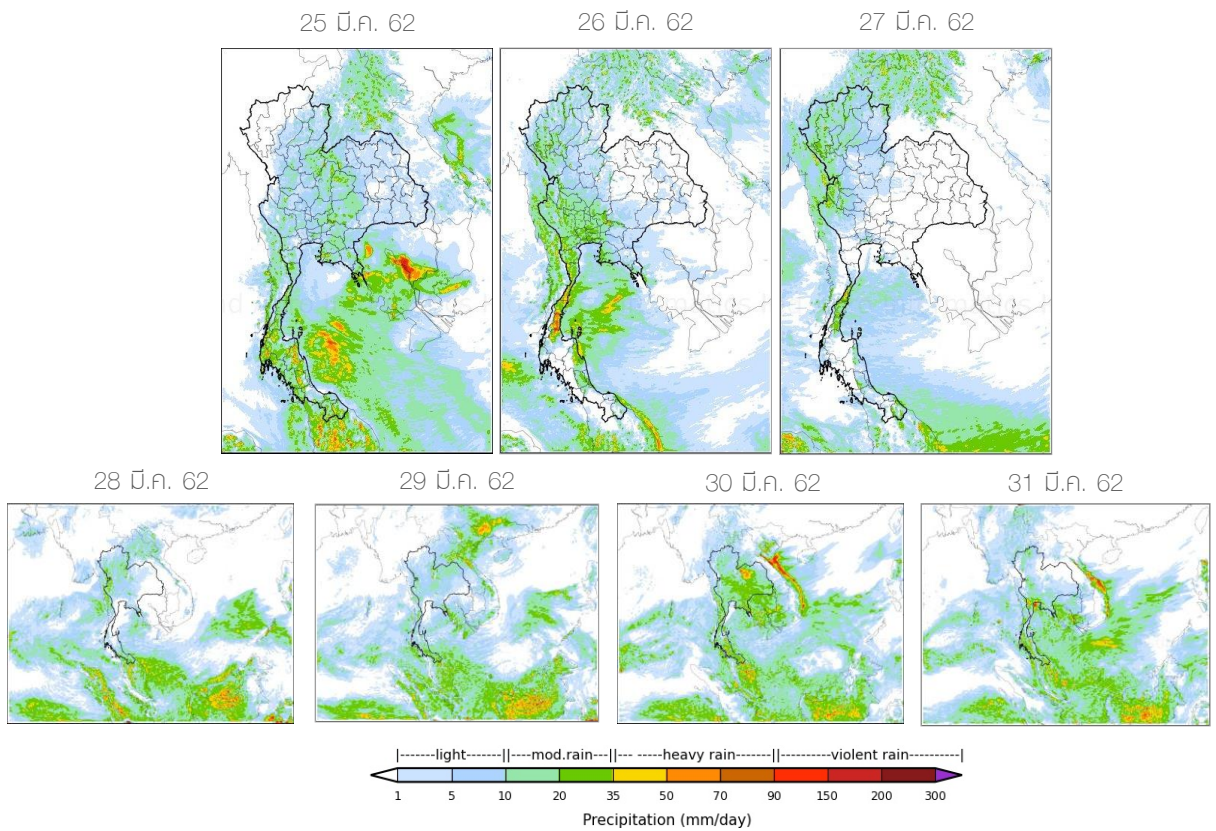 25 มี.ค. 62
26 มี.ค. 62
27 มี.ค. 62
28 มี.ค. 62
29 มี.ค. 62
30 มี.ค. 62
31 มี.ค. 62
|------light--------||---mod.rain---||--- -----heavy rain-------||---------violent rain----------|
1 5 10 20 35 50 70 90 150 200 300
Precipitation (mm/day)